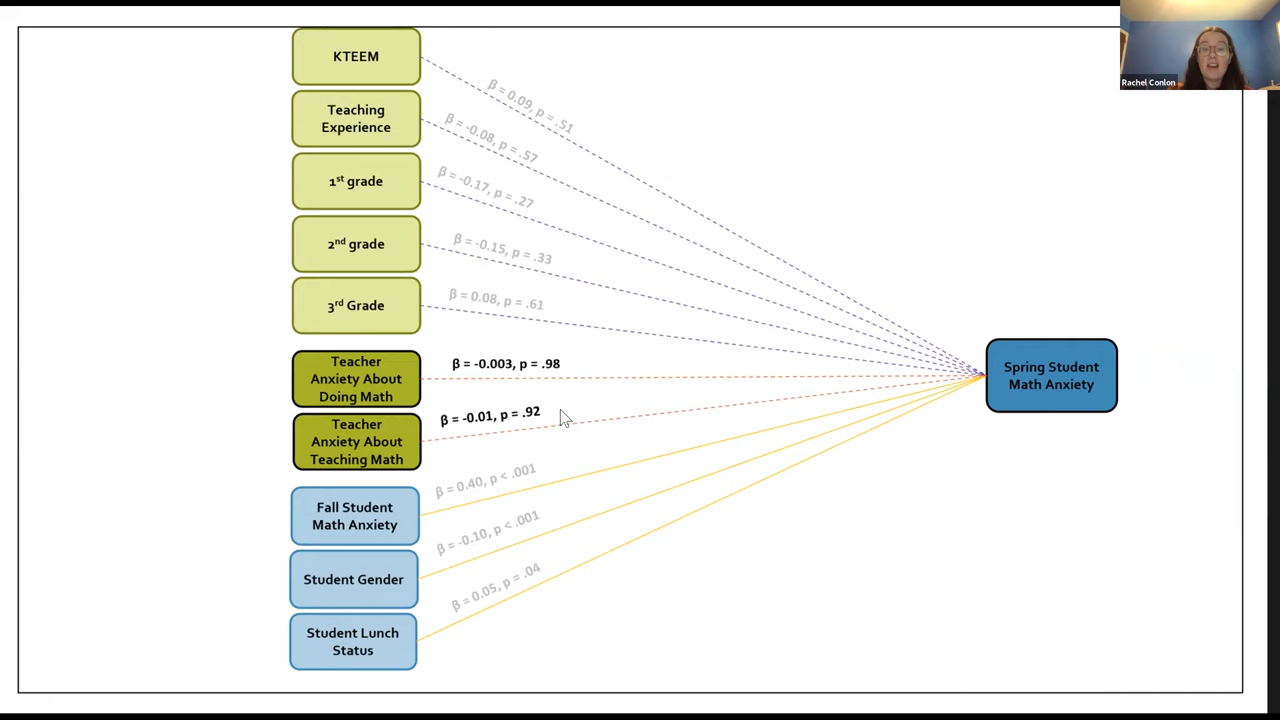 KTEEM
β = 0.09, p = .51
Rachel Conlon
Teaching
Experience
β = -0.08, p = .57
1st grade
β = -0.17, p = .27
2nd grade
β = -0.15, p = .33
3rd Grade
β = 0.08, p = .61
Teacher
Anxiety About
Doing Math
β = -0.003, p = .98
Spring Student
Math Anxiety
Teacher
Anxiety About
Teaching Math
β = -0.01, p = .92
Fall Student
Math Anxiety
β = 0.40, p < .001
Student Gender
β = -0.10, p < .001
Student Lunch
Status
β = 0.05, p = .04